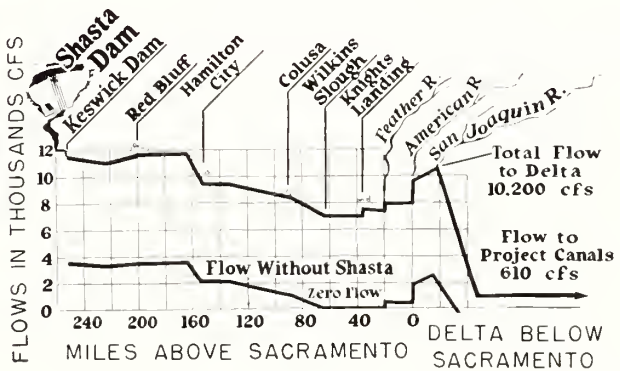 Shasta
Dam
Keswick Dam
Red Bluff
Hamilton
City
Colusa
Wilkins
Slough
Knights
Landing
Feather R.
American R.
San Joaquin R.
FLOWS IN THOUSANDS CFS
12
10
8
6
4
2
0
Total Flow
to Delta
10.200 cfs
Flow to
Project Canals
610 cfs
Flow Without Shasta
Zero Flow
240 200 160 120 80 40 0
MILES ABOVE SACRAMENTO
DELTA BELOW
SACRAMENTO